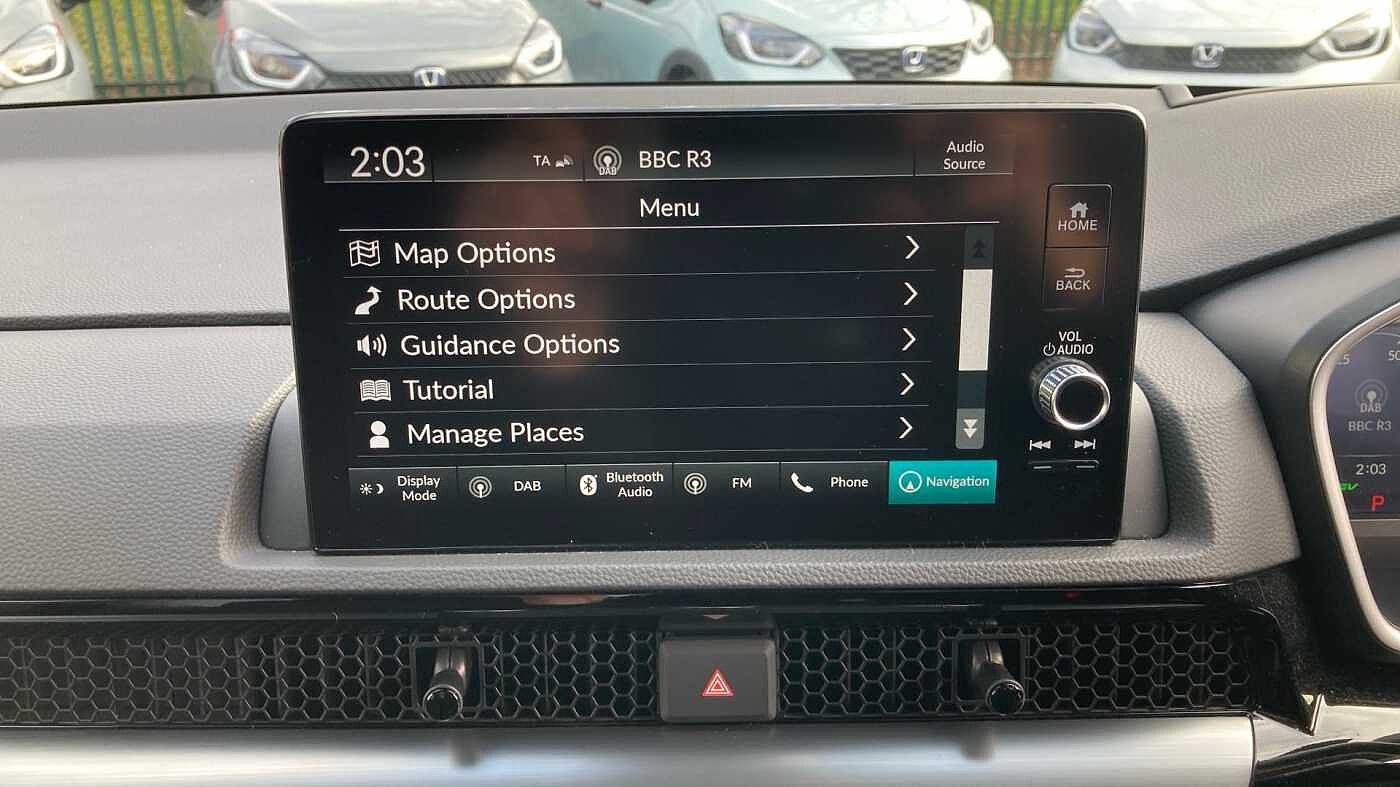 2:03
TA
DAB
BBC R3
Audio
Source
Menu
HOME
Map Options
Route Options
BACK
Guidance Options
VOL
AUDIO
Tutorial
Manage Places
Display
Mode
DAB
Bluetooth
Audio
FM
Phone
Navigation
DAB
BBC R3
2:03
EV
P